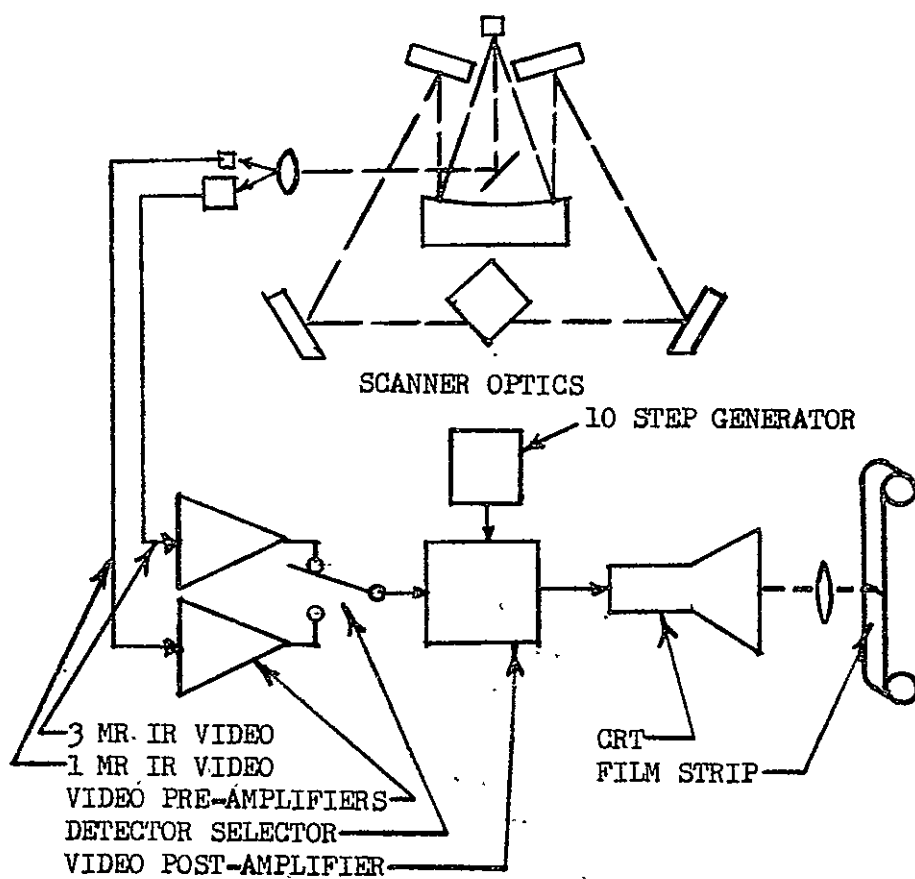 SCANNER OPTICS
10 STEP GENERATOR
3 MR IR VIDEO
1 MR IR VIDEO
VIDEO PRE-AMPLIFIERS
DETECTOR SELECTOR
VIDEO POST-AMPLIFIER
CRT
FILM STRIP